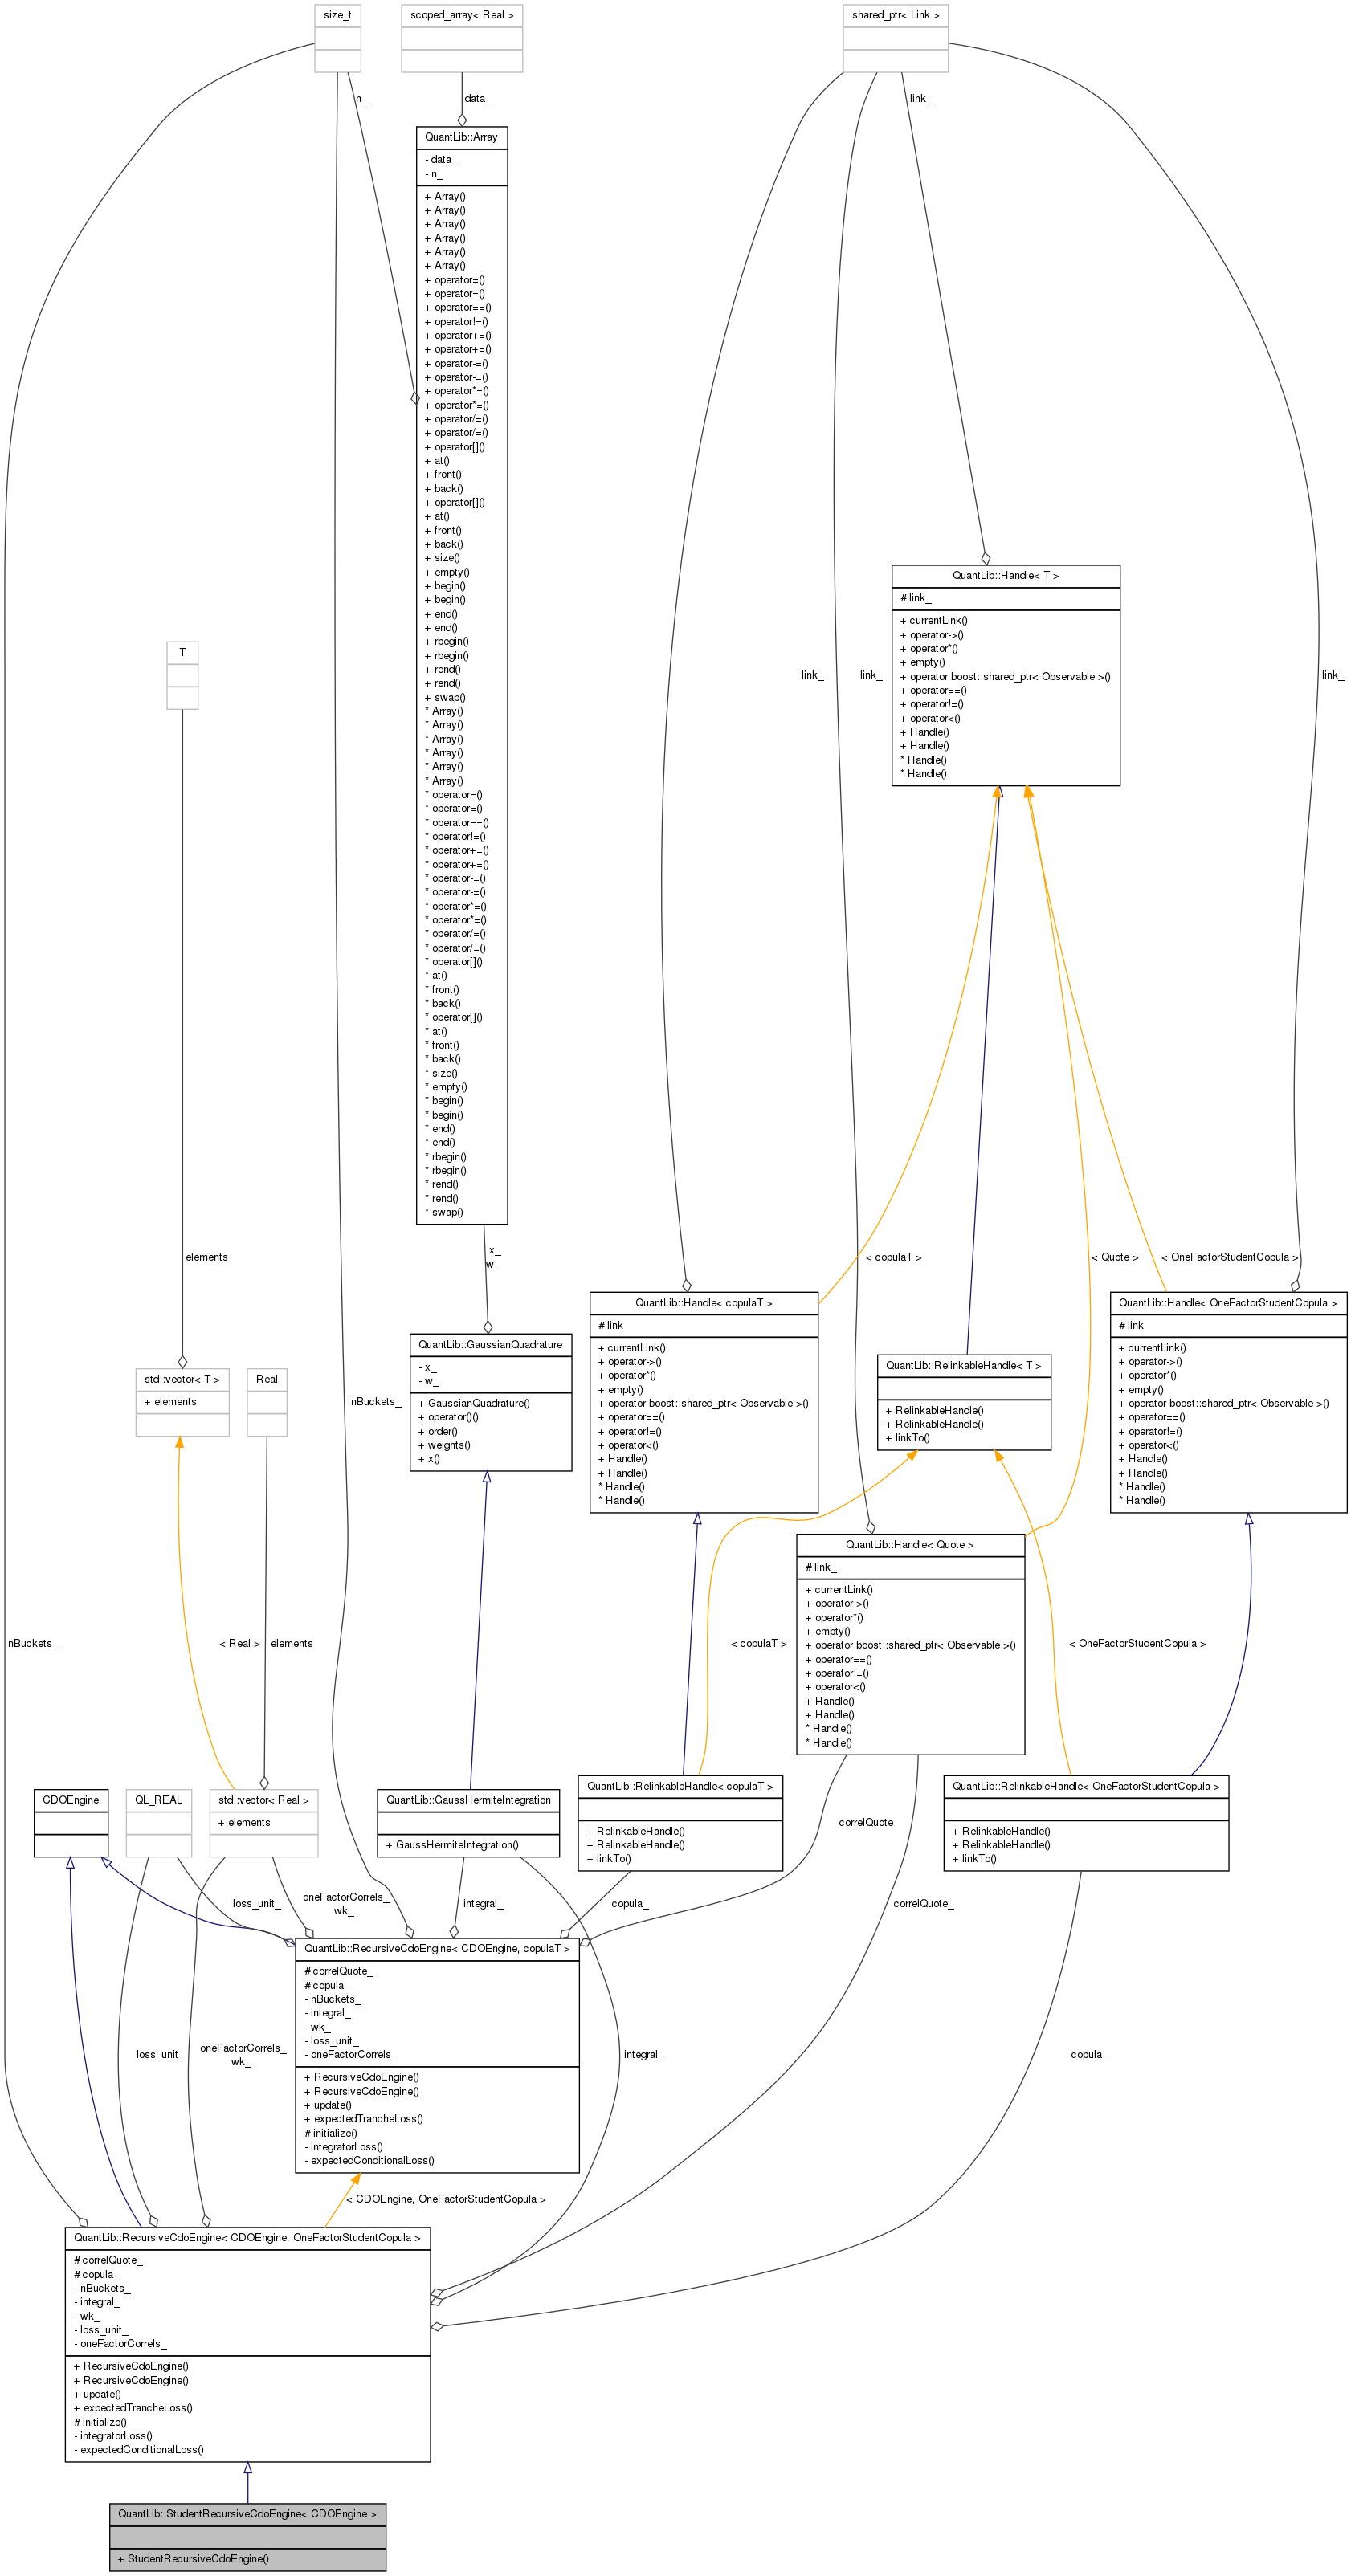 size_t
scoped_array< Real >
shared_ptr< Link >
n_
data_
link_
QuantLib::Array
- data_
- n_
+ Array()
+ Array()
+ Array()
+ Array()
+ Array()
+ Array()
+ operator=()
+ operator=()
+ operator==()
+ operator!=()
+ operator+=()
+ operator+=()
+ operator-=()
+ operator-=()
+ operator*=()
+ operator*=()
+ operator/=()
+ operator/=()
+ operator[]()
+ at()
+ front()
+ back()
+ operator[]()
+ at()
+ front()
+ back()
+ size()
+ empty()
+ begin()
+ begin()
+ end()
+ end()
+ rbegin()
+ rbegin()
+ rend()
+ rend()
+ swap()
* Array()
* Array()
* Array()
* Array()
* Array()
* Array()
* operator=()
* operator=()
* operator==()
* operator!=()
* operator+=()
* operator+=()
* operator-=()
* operator-=()
* operator*=()
* operator*=()
* operator/=()
* operator/=()
* operator[]()
* at()
* front()
* back()
* operator[]()
* at()
* front()
* back()
* size()
* empty()
* begin()
* begin()
* end()
* end()
* rbegin()
* rbegin()
* rend()
* rend()
* swap()
QuantLib::Handle< T >
# link_
+ currentLink()
+ operator->()
+ operator*()
+ empty()
+ operator boost::shared_ptr< Observable >()
+ operator==()
+ operator!=()
+ operator<()
+ Handle()
+ Handle()
* Handle()
* Handle()
T
link_
link_
link_
elements
x_
w_
< copulaT >
< Quote >
< OneFactorStudentCopula >
QuantLib::Handle< copulaT >
# link_
+ currentLink()
+ operator->()
+ operator*()
+ empty()
+ operator boost::shared_ptr< Observable >()
+ operator==()
+ operator!=()
+ operator<()
+ Handle()
+ Handle()
* Handle()
* Handle()
QuantLib::Handle< OneFactorStudentCopula >
# link_
+ currentLink()
+ operator->()
+ operator*()
+ empty()
+ operator boost::shared_ptr< Observable >()
+ operator==()
+ operator!=()
+ operator<()
+ Handle()
+ Handle()
* Handle()
* Handle()
QuantLib::GaussianQuadrature
- x_
- w_
+ GaussianQuadrature()
+ operator()()
+ order()
+ weights()
+ x()
QuantLib::RelinkableHandle< T >
+ RelinkableHandle()
+ RelinkableHandle()
+ linkTo()
std::vector< T >
+ elements
Real
nBuckets_
QuantLib::Handle< Quote >
# link_
+ currentLink()
+ operator->()
+ operator*()
+ empty()
+ operator boost::shared_ptr< Observable >()
+ operator==()
+ operator!=()
+ operator<()
+ Handle()
+ Handle()
* Handle()
* Handle()
nBuckets_
< Real >
elements
< copulaT >
< OneFactorStudentCopula >
CDOEngine
QL_REAL
std::vector< Real >
+ elements
QuantLib::GaussHermiteIntegration
+ GaussHermiteIntegration()
QuantLib::RelinkableHandle< copulaT >
+ RelinkableHandle()
+ RelinkableHandle()
+ linkTo()
QuantLib::RelinkableHandle< OneFactorStudentCopula >
+ RelinkableHandle()
+ RelinkableHandle()
+ linkTo()
correlQuote_
loss_unit_
oneFactorCorrels_
wk_
integral_
copula_
correlQuote_
QuantLib::RecursiveCdoEngine< CDOEngine, copulaT >
# correlQuote_
# copula_
- nBuckets_
- integral_
- wk_
- loss_unit_
- oneFactorCorrels_
+ RecursiveCdoEngine()
+ RecursiveCdoEngine()
+ update()
+ expectedTrancheLoss()
# initialize()
- integratorLoss()
- expectedConditionalLoss()
loss_unit_
oneFactorCorrels_
wk_
integral_
copula_
< CDOEngine, OneFactorStudentCopula >
QuantLib::RecursiveCdoEngine< CDOEngine, OneFactorStudentCopula >
# correlQuote_
# copula_
- nBuckets_
- integral_
- wk_
- loss_unit_
- oneFactorCorrels_
+ RecursiveCdoEngine()
+ RecursiveCdoEngine()
+ update()
+ expectedTrancheLoss()
# initialize()
- integratorLoss()
- expectedConditionalLoss()
QuantLib::StudentRecursiveCdoEngine< CDOEngine >
+ StudentRecursiveCdoEngine()